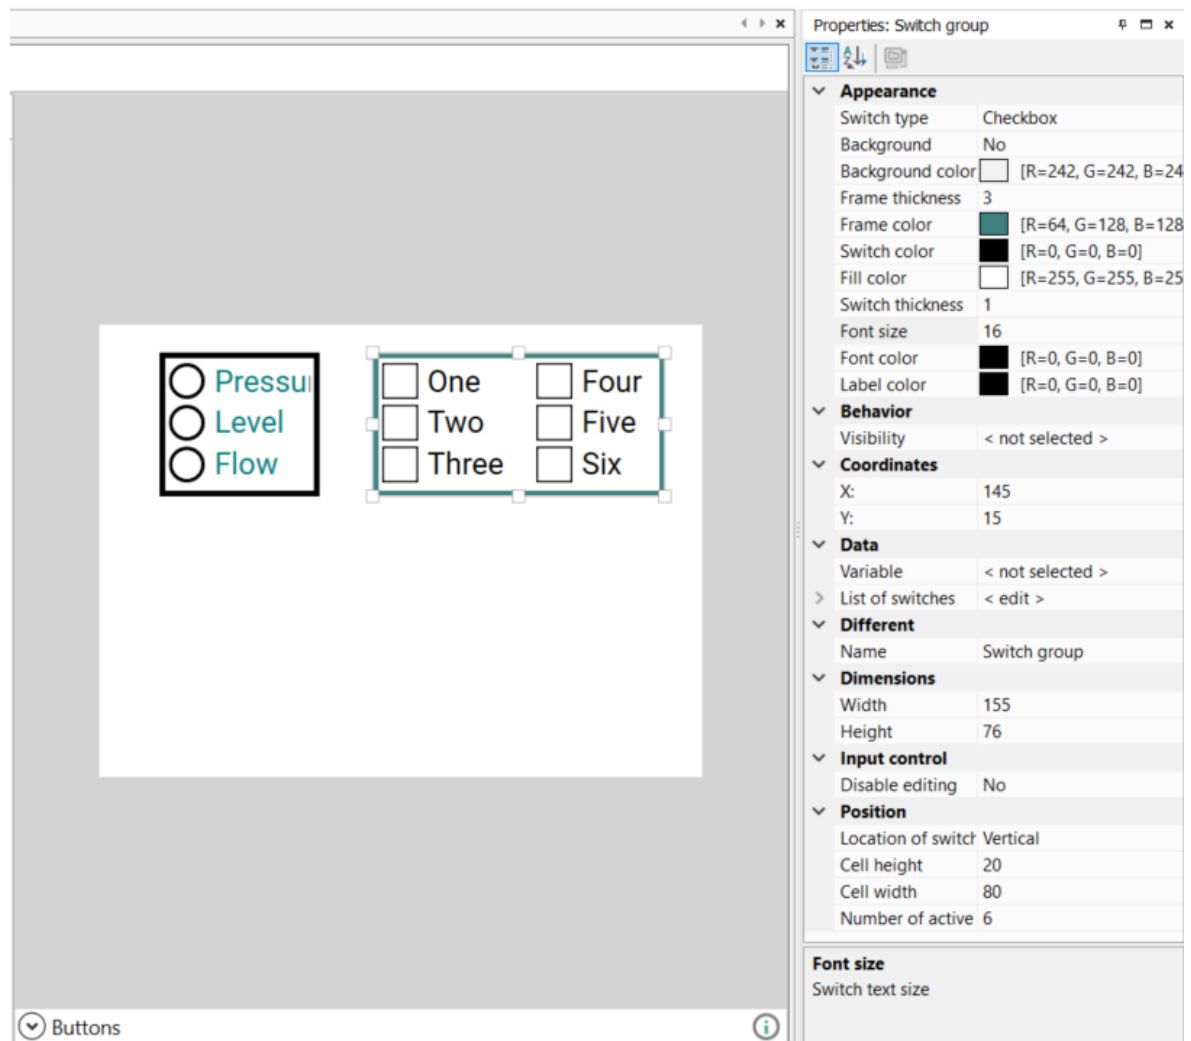 Properties: Switch group
Appearance
Switch type Checkbox
Background No
Background color [R=242, G=242, B=24
Frame thickness 3
Frame color [R=64, G=128, B=128
Switch color [R=0, G=0, B=0]
Fill color [R=255, G=255, B=25
Switch thickness 1
Font size 16
Font color [R=0, G=0, B=0]
Label color [R=0, G=0, B=0]
Behavior
Visibility < not selected >
Coordinates
X: 145
Y: 15
Data
Variable < not selected >
List of switches < edit >
Different
Name Switch group
Dimensions
Width 155
Height 76
Input control
Disable editing No
Position
Location of switch Vertical
Cell height 20
Cell width 80
Number of active 6
Font size
Switch text size
Pressur
Level
Flow
One Four
Two Five
Three Six
Buttons